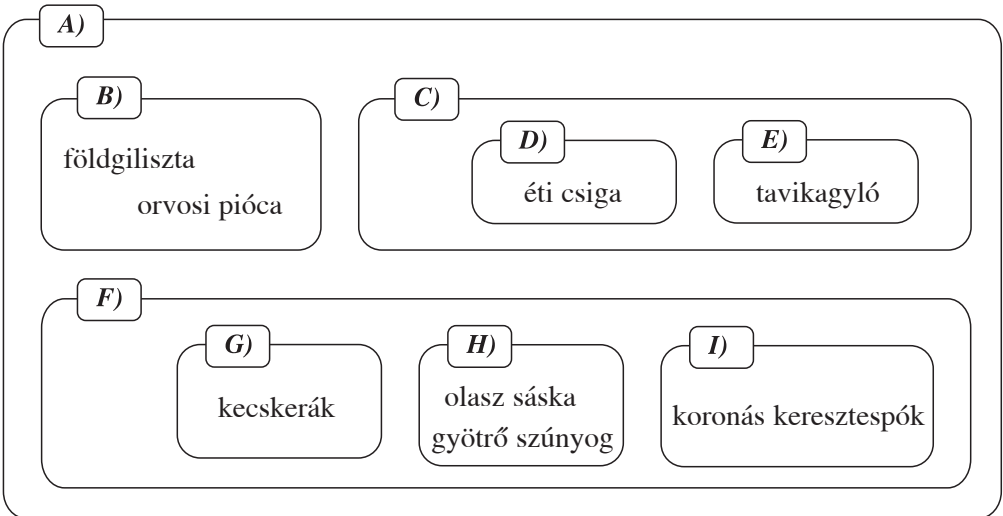 A)
B)
földgiliszta
orvosi pióca
C)
D)
éti csiga
E)
tavikagyló
F)
G)
kecskerák
H)
olasz sáska
gyötrő szúnyog
I)
koronás keresztespók